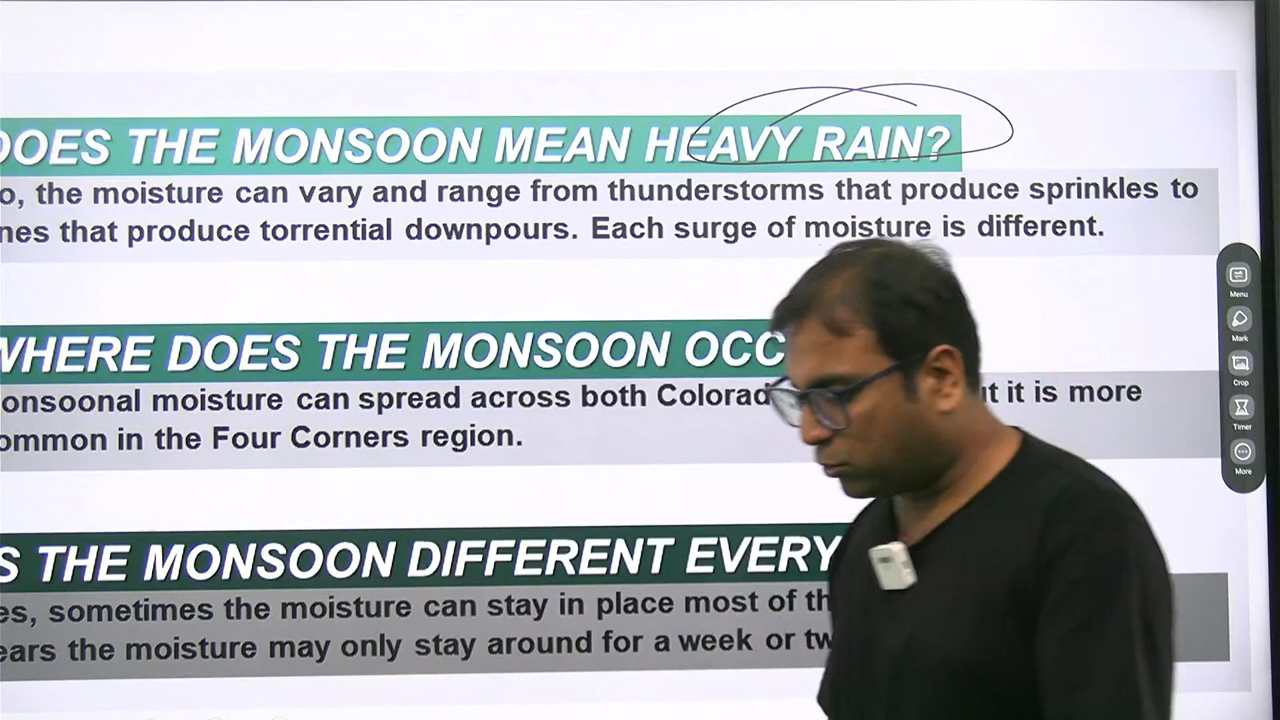 DOES THE MONSOON MEAN HEAVY RAIN?
o, the moisture can vary and range from thunderstorms that produce sprinkles to
nes that produce torrential downpours. Each surge of moisture is different.
WHERE DOES THE MONSOON OCC
onsoonal moisture can spread across both Colorad t it is more
ommon in the Four Corners region.
S THE MONSOON DIFFERENT EVERY
es, sometimes the moisture can stay in place most of th
ears the moisture may only stay around for a week or tw
Menu
Mark
Crop
Timer
More